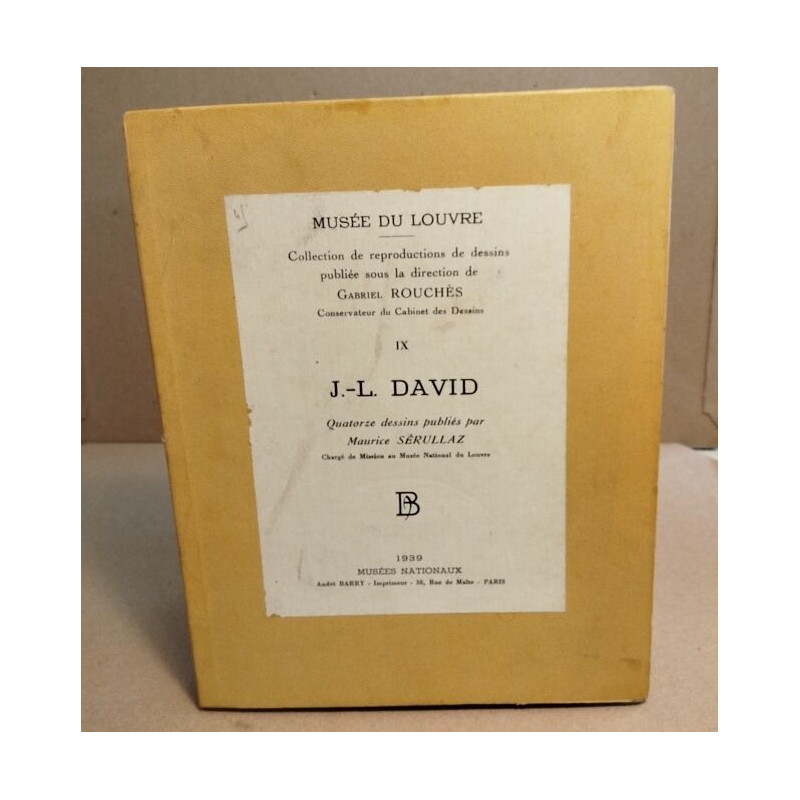 MUSÉE DU LOUVRE
Collection de reproductions de dessins
publiée sous la direction de
GABRIEL ROUCHÈS
Conservateur du Cabinet des Dessins
IX
J.-L. DAVID
Quatorze dessins publiés par
Maurice SÉRULLAZ
Chargé de Mission au Musée National du Louvre
1939
MUSÉES NATIONAUX
André BARRY - Imprimeur - 38, Rue de Malte - PARIS